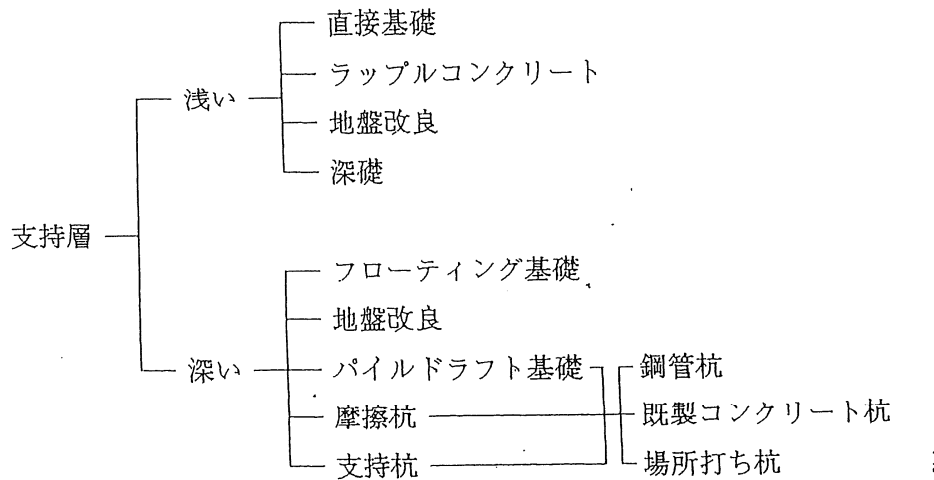 直接基礎
ラップルコンクリート
浅い
地盤改良
深礎
支持層
フローティング基礎
地盤改良
深い
パイルドラフト基礎
鋼管杭
摩擦杭
既製コンクリート杭
支持杭
場所打ち杭